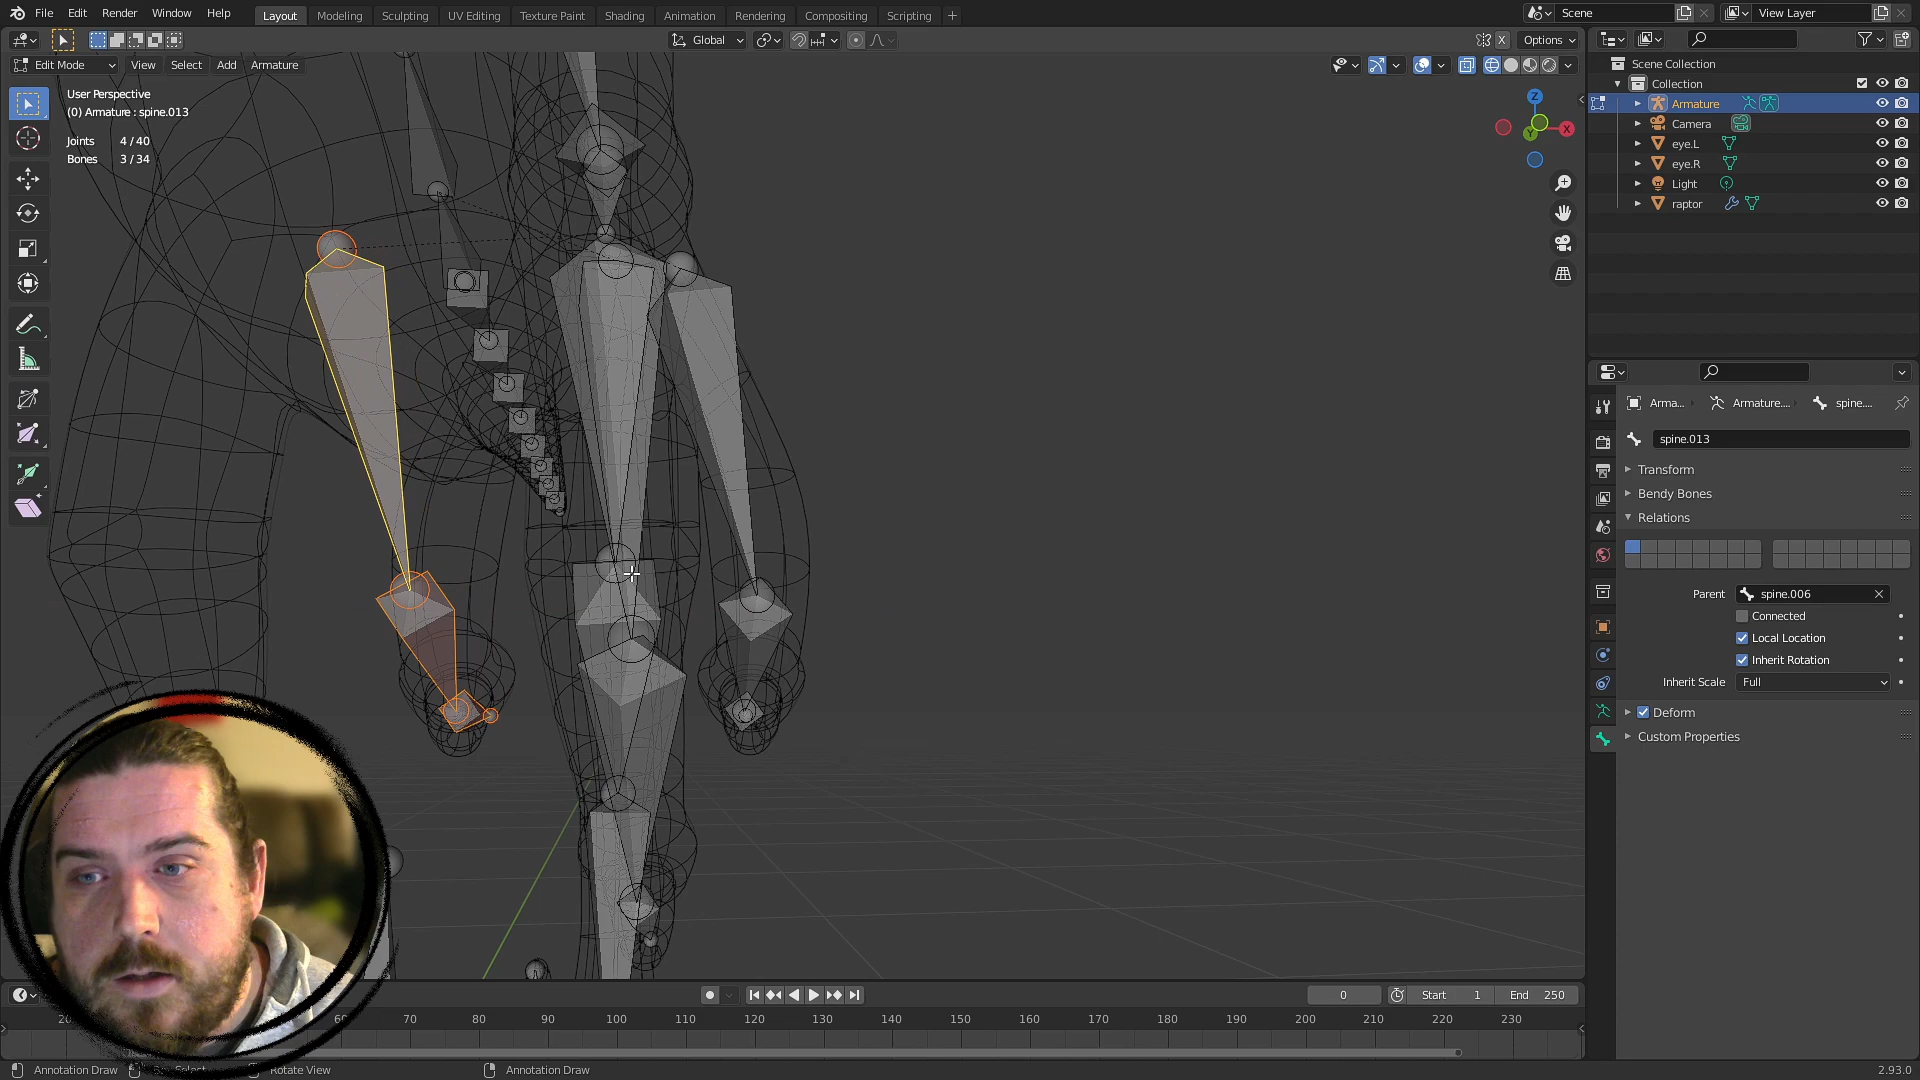 File Edit Render Window Help
Layout Modeling Sculpting UV Editing Texture Paint Shading Animation Rendering Compositing Scripting +
Scene
View Layer
Global
X
Options
Edit Mode View Select Add Armature
User Perspective
(0) Armature : spine.013
Joints 4 / 40
Bones 3 / 34
Z
X
Y
Scene Collection
Collection
Armature
Camera
eye.L
eye.R
Light
raptor
Arma... Armature.... spine....
spine.013
Transform
Bendy Bones
Relations
Parent spine.006
Connected
Local Location
Inherit Rotation
Inherit Scale Full
Deform
Custom Properties
0 Start 1 End 250
60 70 80 90 100 110 120 130 140 150 160 170 180 190 200 210 220 230
Annotation Draw Select Rotate View Annotation Draw 2.93.0